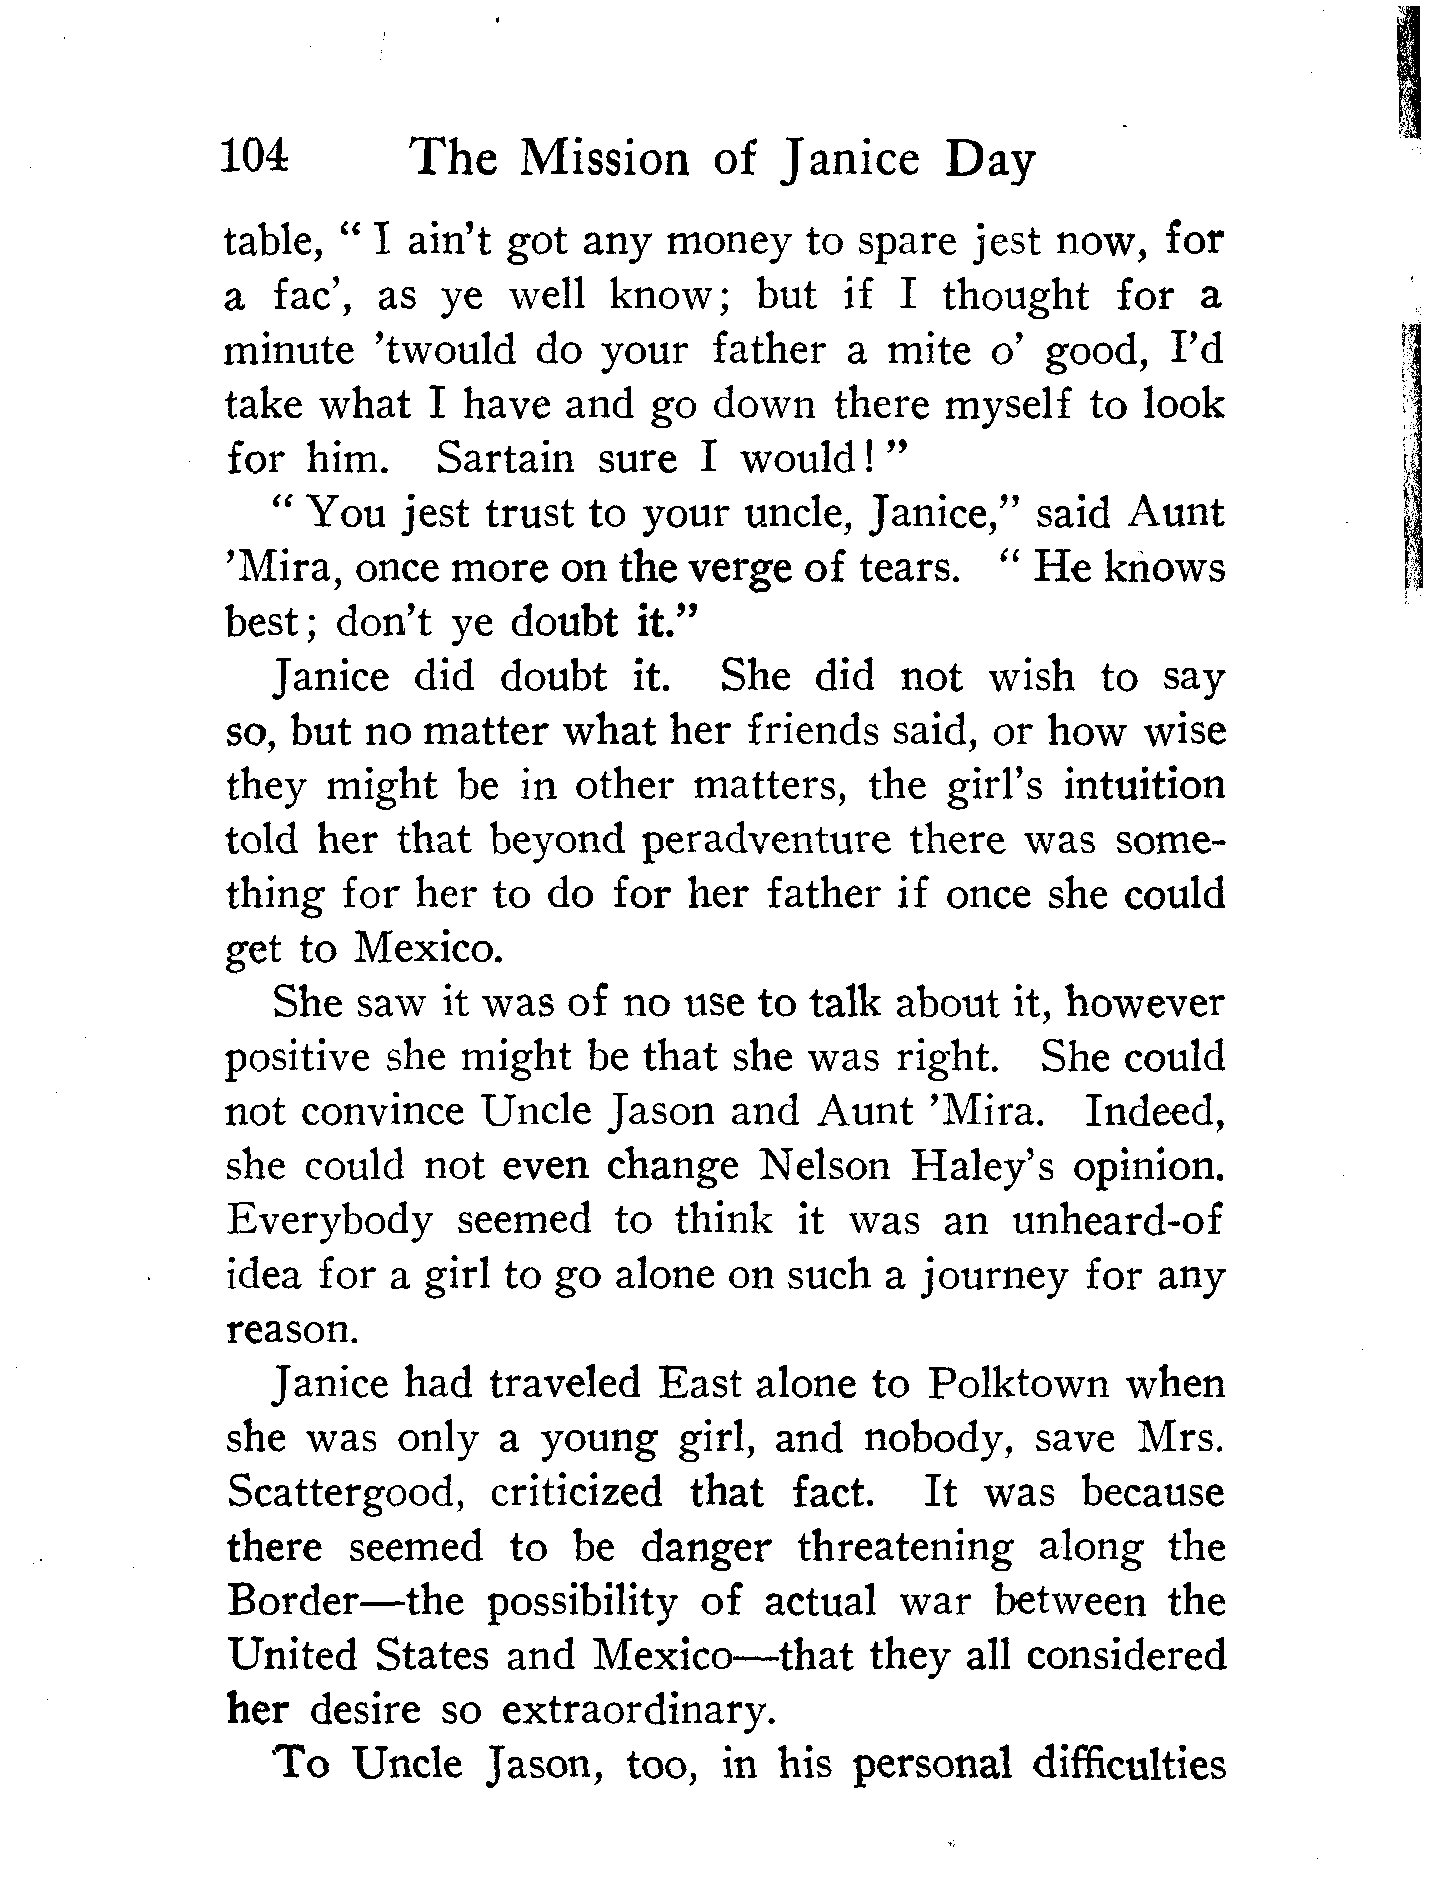 104 The Mission of Janice Day
table, “ I ain't got any money to spare jest now, for
a fac', as ye well know; but if I thought for a
minute 'twould do your father a mite o' good, I'd
take what I have and go down there myself to look
for him. Sartain sure I would! ”
“ You jest trust to your uncle, Janice,” said Aunt
'Mira, once more on the verge of tears. “ He knows
best; don't ye doubt it.”
Janice did doubt it. She did not wish to say
so, but no matter what her friends said, or how wise
they might be in other matters, the girl's intuition
told her that beyond peradventure there was some-
thing for her to do for her father if once she could
get to Mexico.
She saw it was of no use to talk about it, however
positive she might be that she was right. She could
not convince Uncle Jason and Aunt 'Mira. Indeed,
she could not even change Nelson Haley's opinion.
Everybody seemed to think it was an unheard-of
idea for a girl to go alone on such a journey for any
reason.
Janice had traveled East alone to Polktown when
she was only a young girl, and nobody, save Mrs.
Scattergood, criticized that fact. It was because
there seemed to be danger threatening along the
Border—the possibility of actual war between the
United States and Mexico—that they all considered
her desire so extraordinary.
To Uncle Jason, too, in his personal difficulties